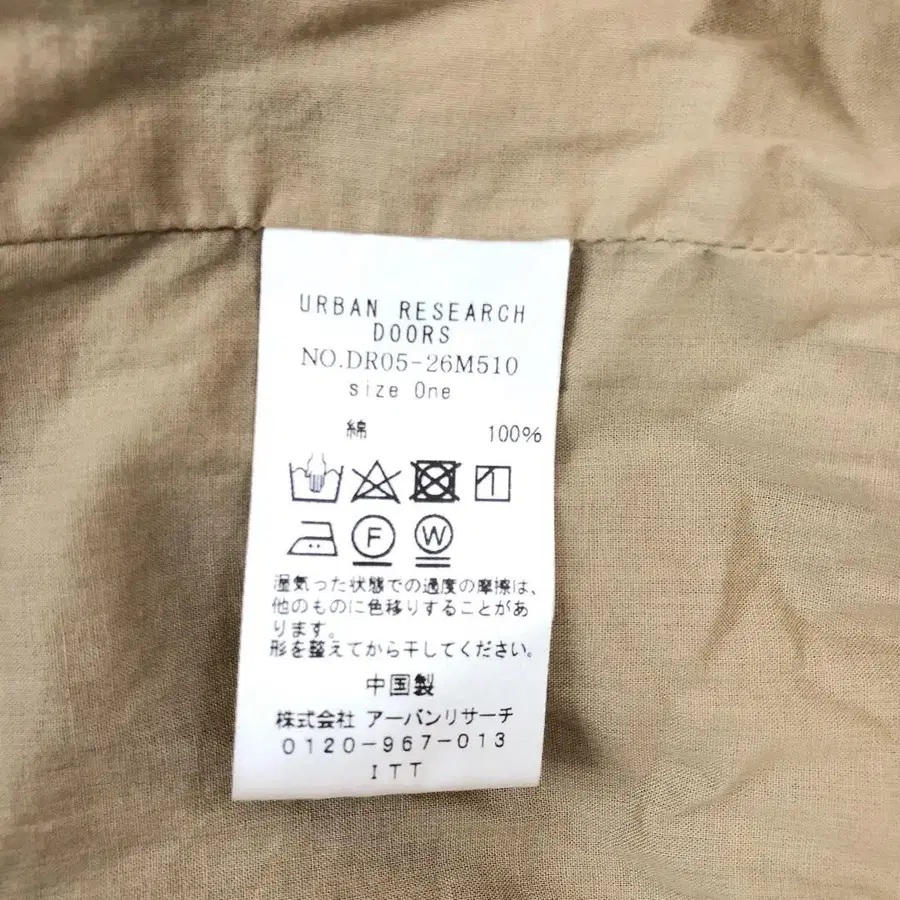 URBAN RESEARCH
DOORS
NO.DR05-26M510
size One
綿 100%
F W
湿気った状態での過度の摩擦は、
他のものに色移りすることがあ
ります。
形を整えてから干してください。
中国製
株式会社 アーバンリサーチ
0120-967-013
ITT